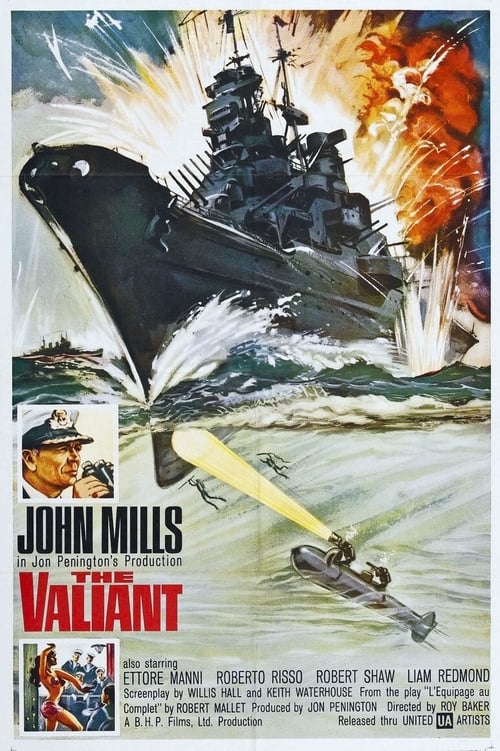 JOHN MILLS
in Jon Penington's Production
THE
VALIANT
also starring
ETTORE MANNI ROBERTO RISSO ROBERT SHAW LIAM REDMOND
Screenplay by WILLIS HALL and KEITH WATERHOUSE From the play "L'Equipage au
Complet" by ROBERT MALLET Produced by JON PENINGTON Directed by ROY BAKER
A B.H.P. Films, Ltd. Production Released thru UNITED UA ARTISTS